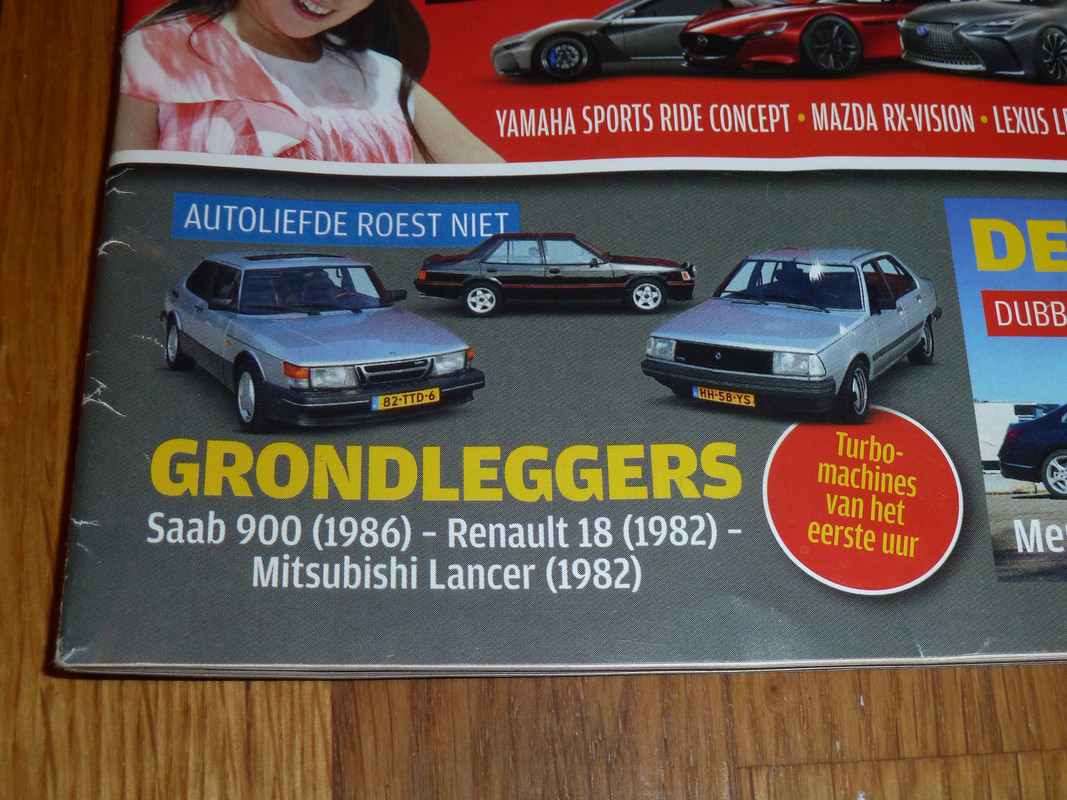 YAMAHA SPORTS RIDE CONCEPT • MAZDA RX-VISION • LEXUS L
AUTOLIEFDE ROEST NIET
82-TTD-6
HH-58-YS
GRONDLEGGERS
Saab 900 (1986) – Renault 18 (1982) –
Mitsubishi Lancer (1982)
Turbo-
machines
van het
eerste uur
DE
DUBB
Me